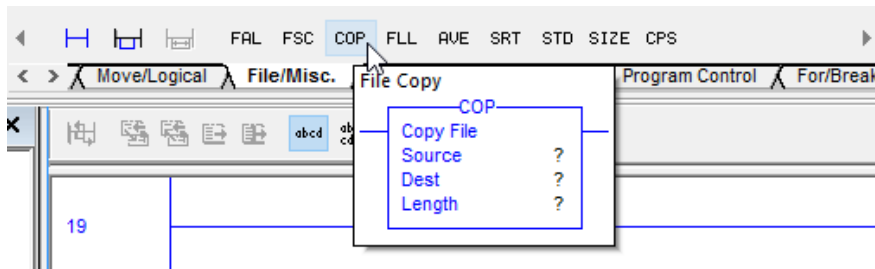 FAL FSC COP FLL AVE SRT STD SIZE CPS
Move/Logical File/Misc. Program Control For/Break
File Copy
COP
Copy File
Source ?
Dest ?
Length ?
abcd
19